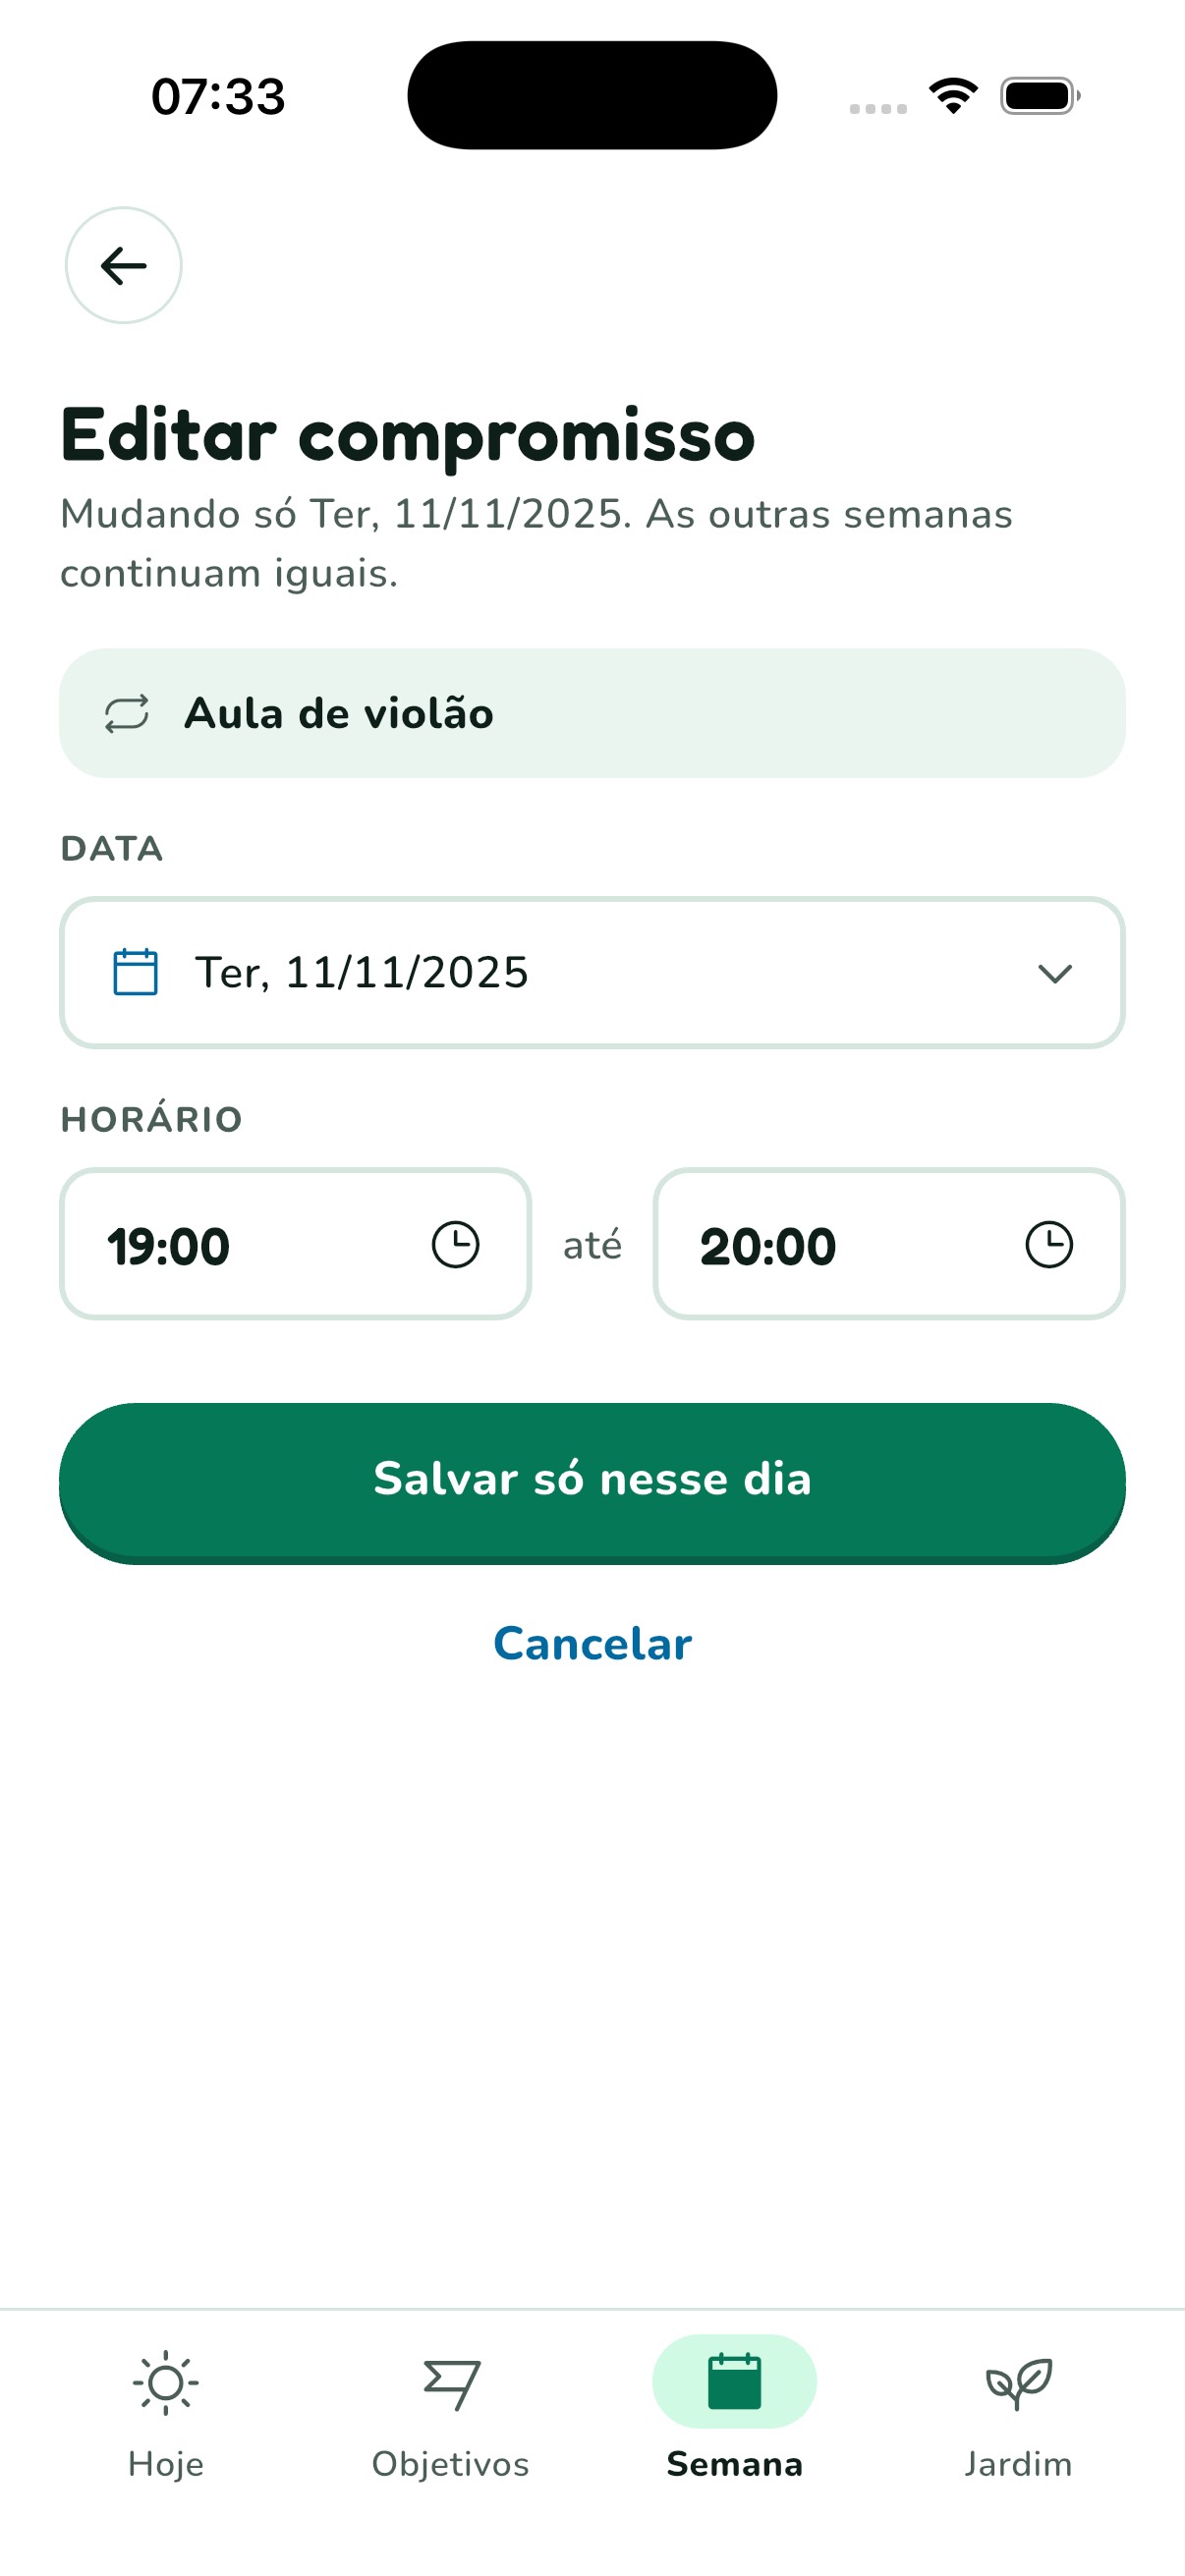 07:33
Editar compromisso
Mudando só Ter, 11/11/2025. As outras semanas
continuam iguais.
Aula de violão
DATA
Ter, 11/11/2025
HORÁRIO
19:00 até 20:00
Salvar só nesse dia
Cancelar
Hoje Objetivos Semana Jardim